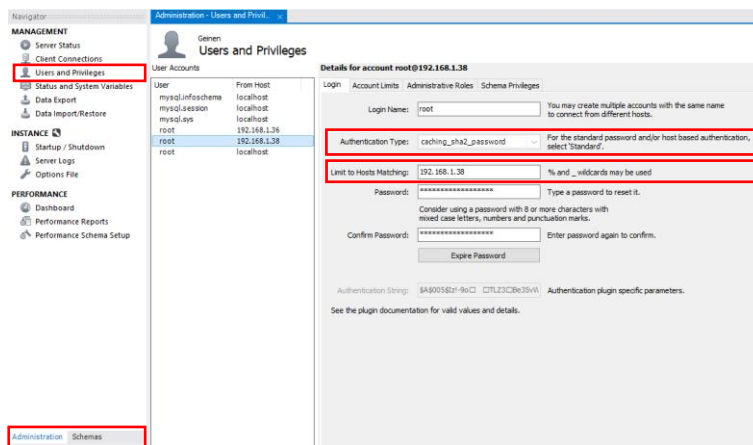 Navigator
MANAGEMENT
Server Status
Client Connections
Users and Privileges
Status and System Variables
Data Export
Data Import/Restore
INSTANCE
Startup / Shutdown
Server Logs
Options File
PERFORMANCE
Dashboard
Performance Reports
Performance Schema Setup
Administration Schemas
Administration - Users and Privil.. x
Geinen
Users and Privileges
User Accounts
User From Host
mysql.infoschema localhost
mysql.session localhost
mysql.sys localhost
root 192.168.1.36
root 192.168.1.38
root localhost
Details for account root@192.168.1.38
Login Account Limits Administrative Roles Schema Privileges
Login Name: root You may create multiple accounts with the same name
to connect from different hosts.
Authentication Type: caching_sha2_password For the standard password and/or host based authentication,
select 'Standard'.
Limit to Hosts Matching: 192.168.1.38 % and _ wildcards may be used
Password: ****************** Type a password to reset it.
Consider using a password with 8 or
more characters with
mixed case letters, numbers and punctuation marks.
Confirm Password: ****************** Enter password again to confirm.
Expire Password
Authentication String: Authentication plugin specific parameters.
See the plugin documentation for valid values and details.